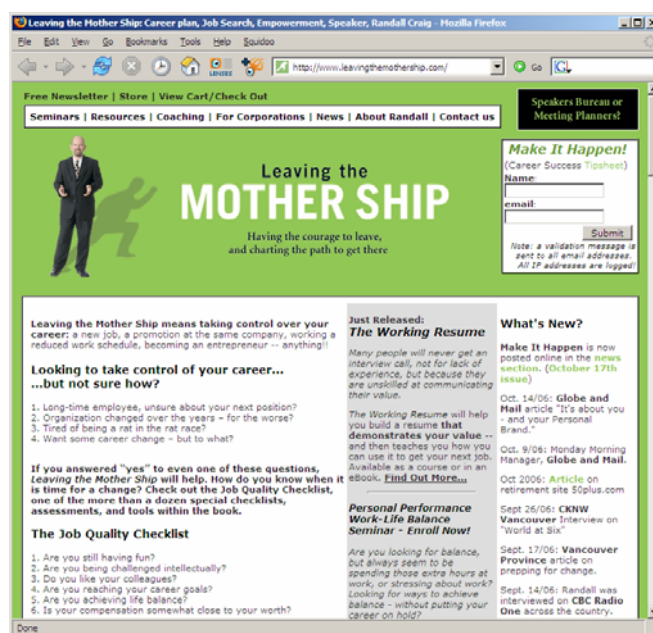 Leaving the Mother Ship: Career plan, Job Search, Empowerment, Speaker, Randall Craig - Mozilla Firefox
File Edit View Go Bookmarks Tools Help Squidoo
LENSES
http://www.leavingthemothership.com/
Go
Free Newsletter | Store | View Cart/Check Out
Seminars | Resources | Coaching | For Corporations | News | About Randall | Contact us
Speakers Bureau or
Meeting Planners?
Leaving the
MOTHER SHIP
Having the courage to leave,
and charting the path to get there
Make It Happen!
(Career Success Tipsheet)
Name:
email:
Submit
Note: a validation message is
sent to all email addresses.
All IP addresses are logged!
Leaving the Mother Ship means taking control over your
career: a new job, a promotion at the same company, working a
reduced work schedule, becoming an entrepreneur -- anything!!
Looking to take control of your career...
...but not sure how?
1. Long-time employee, unsure about your next position?
2. Organization changed over the years – for the worse?
3. Tired of being a rat in the rat race?
4. Want some career change – but to what?
If you answered "yes" to even one of these questions,
Leaving the Mother Ship will help. How do you know when it
is time for a change? Check out the Job Quality Checklist,
one of the more than a dozen special checklists,
assessments, and tools within the book.
The Job Quality Checklist
1. Are you still having fun?
2. Are you being challenged intellectually?
3. Do you like your colleagues?
4. Are you reaching your career goals?
5. Are you achieving life balance?
6. Is your compensation somewhat close to your worth?
Just Released:
The Working Resume
Many people will never get an
interview call, not for lack of
experience, but because they
are unskilled at communicating
their value.
The Working Resume will help
you build a resume that
demonstrates your value --
and then teaches you how you
can use it to get your next job.
Available as a course or in an
eBook. Find Out More...
Personal Performance
Work-Life Balance
Seminar - Enroll Now!
Are you looking for balance,
but always seem to be
spending those extra hours at
work, or stressing about work?
Looking for ways to achieve
balance - without putting your
career on hold?
What's New?
Make It Happen is now
posted online in the news
section. (October 17th
issue)
Oct. 14/06: Globe and
Mail article "It's about you
- and your Personal
Brand."
Oct. 9/06: Monday Morning
Manager, Globe and Mail.
Oct 2006: Article on
retirement site 50plus.com
Sept 26/06: CKNW
Vancouver Interview on
"World at Six"
Sept. 17/06: Vancouver
Province article on
prepping for change.
Sept. 14/06: Randall was
interviewed on CBC Radio
One across the country.
Done